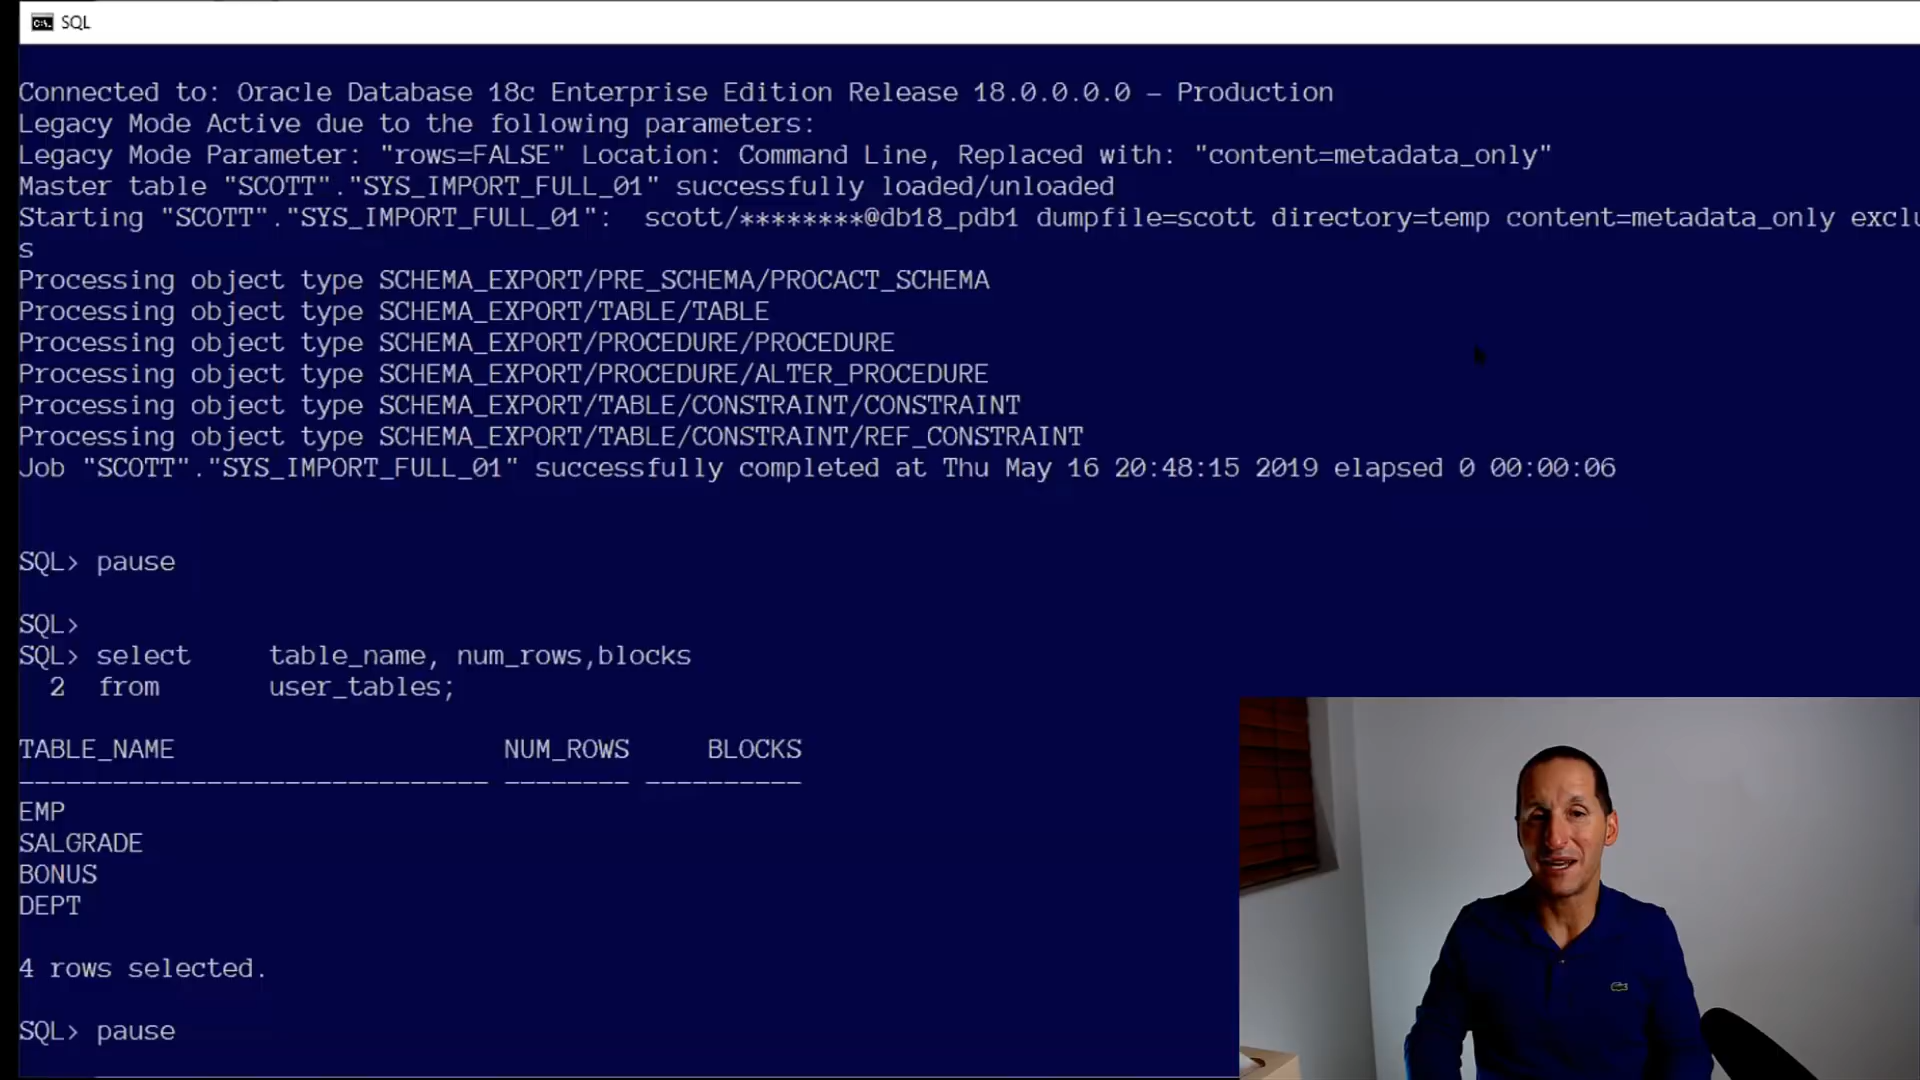 SQL
Connected to: Oracle Database 18c Enterprise Edition Release 18.0.0.0.0 – Production
Legacy Mode Active due to the following parameters:
Legacy Mode Parameter: "rows=FALSE" Location: Command Line, Replaced with: "content=metadata_only"
Master table "SCOTT"."SYS_IMPORT_FULL_01" successfully loaded/unloaded
Starting "SCOTT"."SYS_IMPORT_FULL_01":  scott/********@db18_pdb1 dumpfile=scott directory=temp content=metadata_only exclu
s
Processing object type SCHEMA_EXPORT/PRE_SCHEMA/PROCACT_SCHEMA
Processing object type SCHEMA_EXPORT/TABLE/TABLE
Processing object type SCHEMA_EXPORT/PROCEDURE/PROCEDURE
Processing object type SCHEMA_EXPORT/PROCEDURE/ALTER_PROCEDURE
Processing object type SCHEMA_EXPORT/TABLE/CONSTRAINT/CONSTRAINT
Processing object type SCHEMA_EXPORT/TABLE/CONSTRAINT/REF_CONSTRAINT
Job "SCOTT"."SYS_IMPORT_FULL_01" successfully completed at Thu May 16 20:48:15 2019 elapsed 0 00:00:06
SQL> pause
SQL>
SQL> select     table_name, num_rows,blocks
  2  from       user_tables;
TABLE_NAME                     NUM_ROWS     BLOCKS
------------------------------ -------- ----------
EMP
SALGRADE
BONUS
DEPT
4 rows selected.
SQL> pause